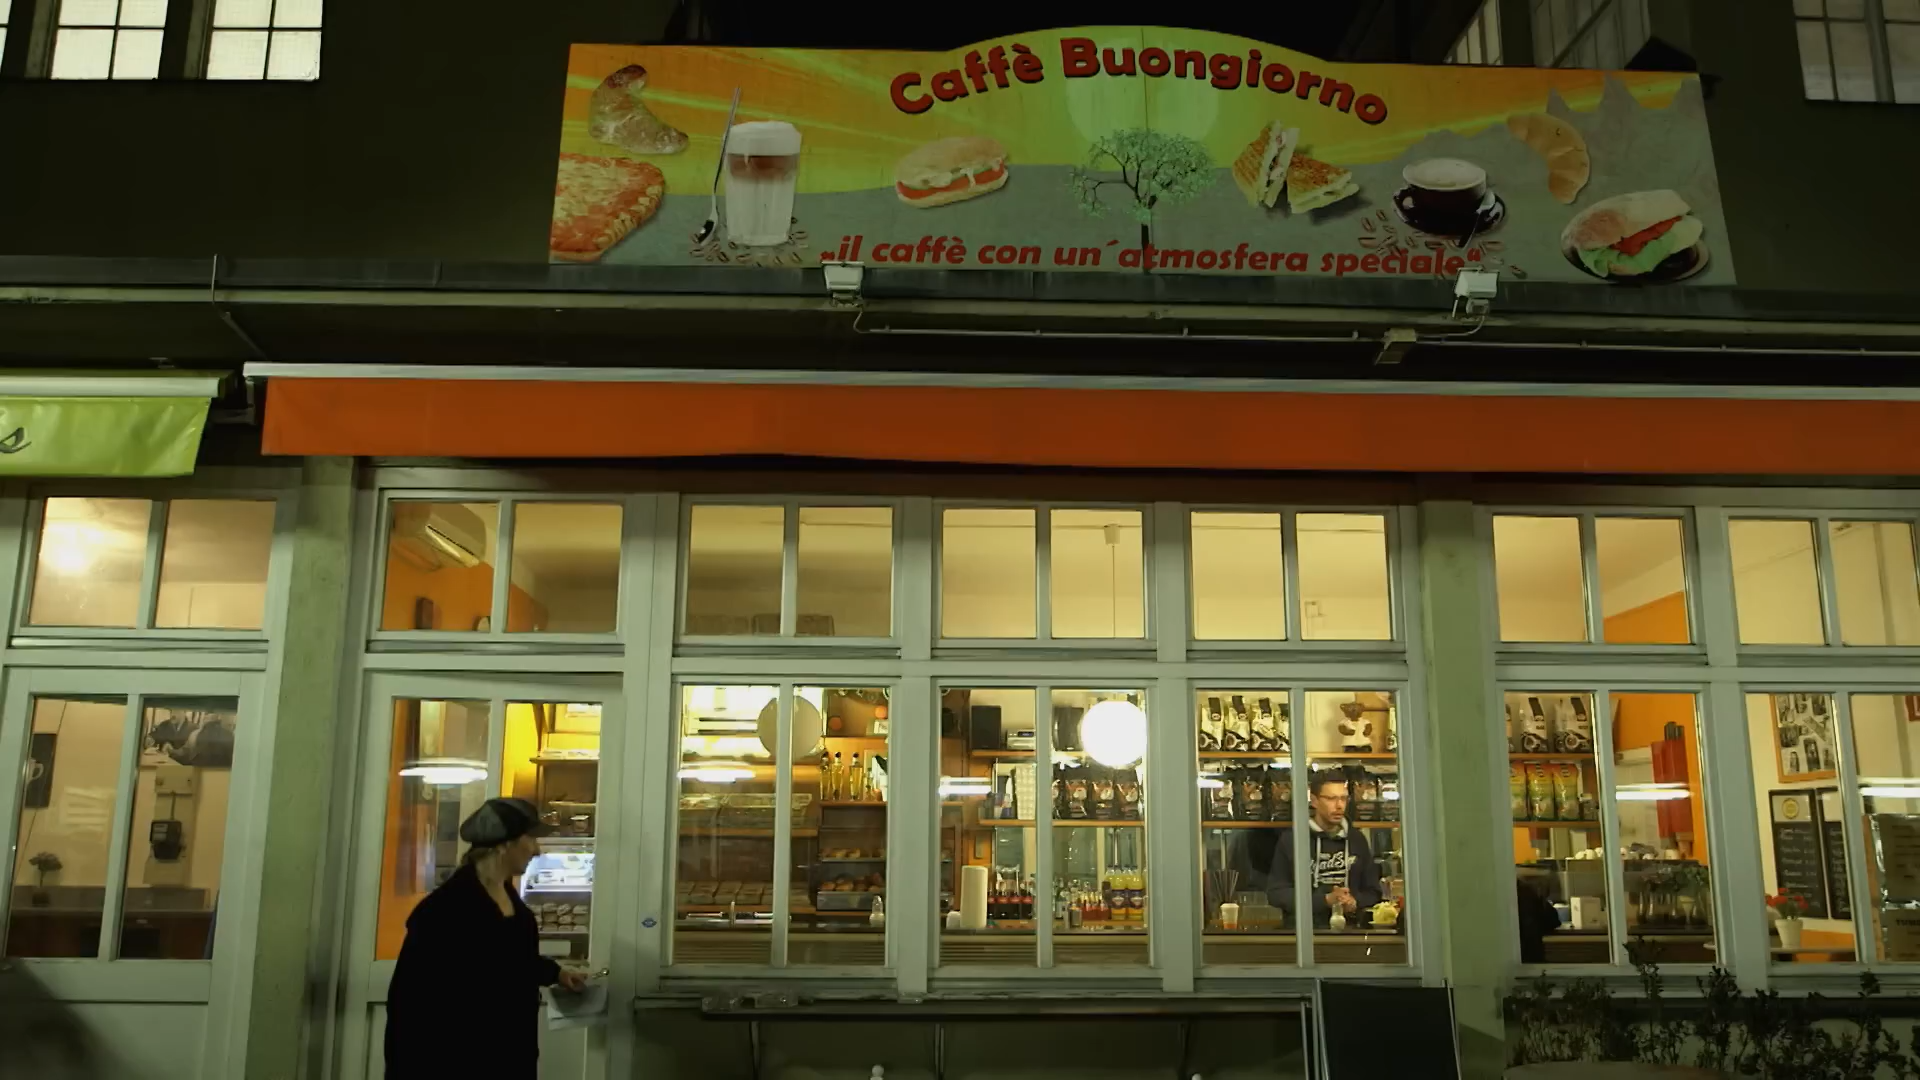 Caffè Buongiorno
„il caffè con un´atmosfera speciale“